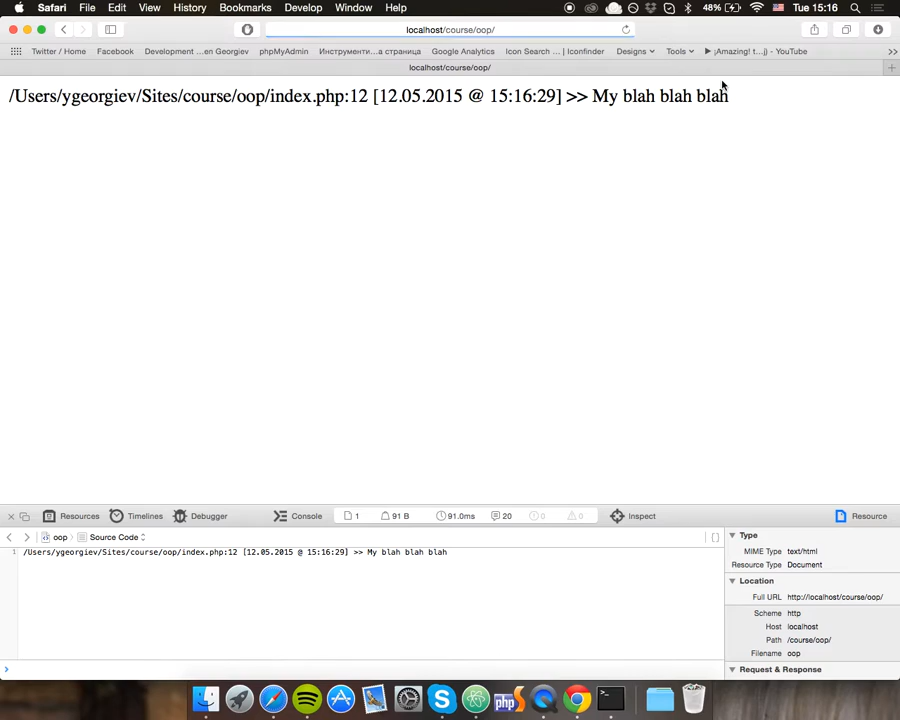 Safari File Edit View History Bookmarks Develop Window Help 48% Tue 15:16
localhost/course/oop/
Twitter / Home Facebook Development ...en Georgiev phpMyAdmin Инструменти...а страница Google Analytics Icon Search ... | Iconfinder Designs Tools ▶ ¡Amazing! t...j) - YouTube >>
localhost/course/oop/ +
/Users/ygeorgiev/Sites/course/oop/index.php:12 [12.05.2015 @ 15:16:29] >> My blah blah blah
Resources Timelines Debugger Console 1 91 B 91.0ms 20 0 0 Inspect Resource
oop Source Code {}
1 /Users/ygeorgiev/Sites/course/oop/index.php:12 [12.05.2015 @ 15:16:29] >> My blah blah blah
Type
MIME Type text/html
Resource Type Document
Location
Full URL http://localhost/course/oop/
Scheme http
Host localhost
Path /course/oop/
Filename oop
Request & Response
php